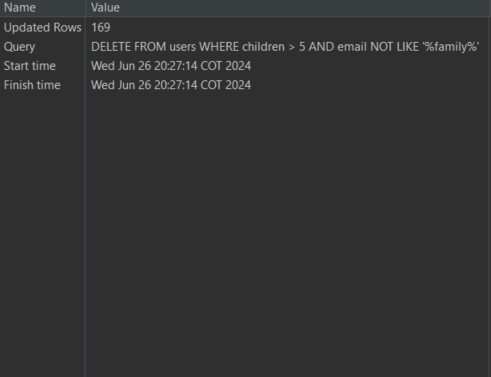 Name Value
Updated Rows 169
Query DELETE FROM users WHERE children > 5 AND email NOT LIKE '%family%'
Start time Wed Jun 26 20:27:14 COT 2024
Finish time Wed Jun 26 20:27:14 COT 2024